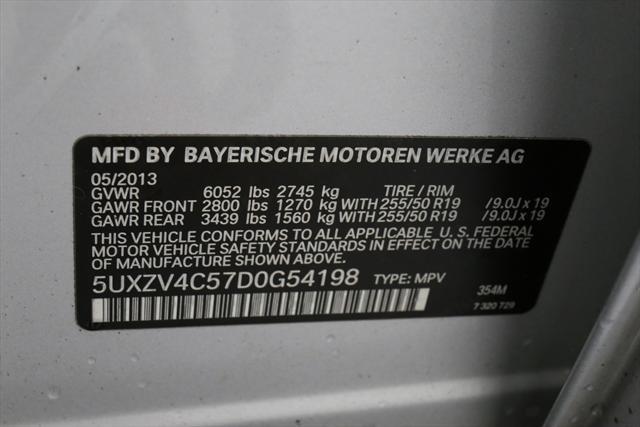 MFD BY BAYERISCHE MOTOREN WERKE AG
05/2013
GVWR 6052 lbs 2745 kg TIRE / RIM
GAWR FRONT 2800 lbs 1270 kg WITH 255/50 R19 /9.0J x 19
GAWR REAR 3439 lbs 1560 kg WITH 255/50 R19 /9.0J x 19
THIS VEHICLE CONFORMS TO ALL APPLICABLE U. S. FEDERAL
MOTOR VEHICLE SAFETY STANDARDS IN EFFECT ON THE DATE
OF MANUFACTURE SHOWN ABOVE.
5UXZV4C57D0G54198 TYPE: MPV
354M
7 320 729